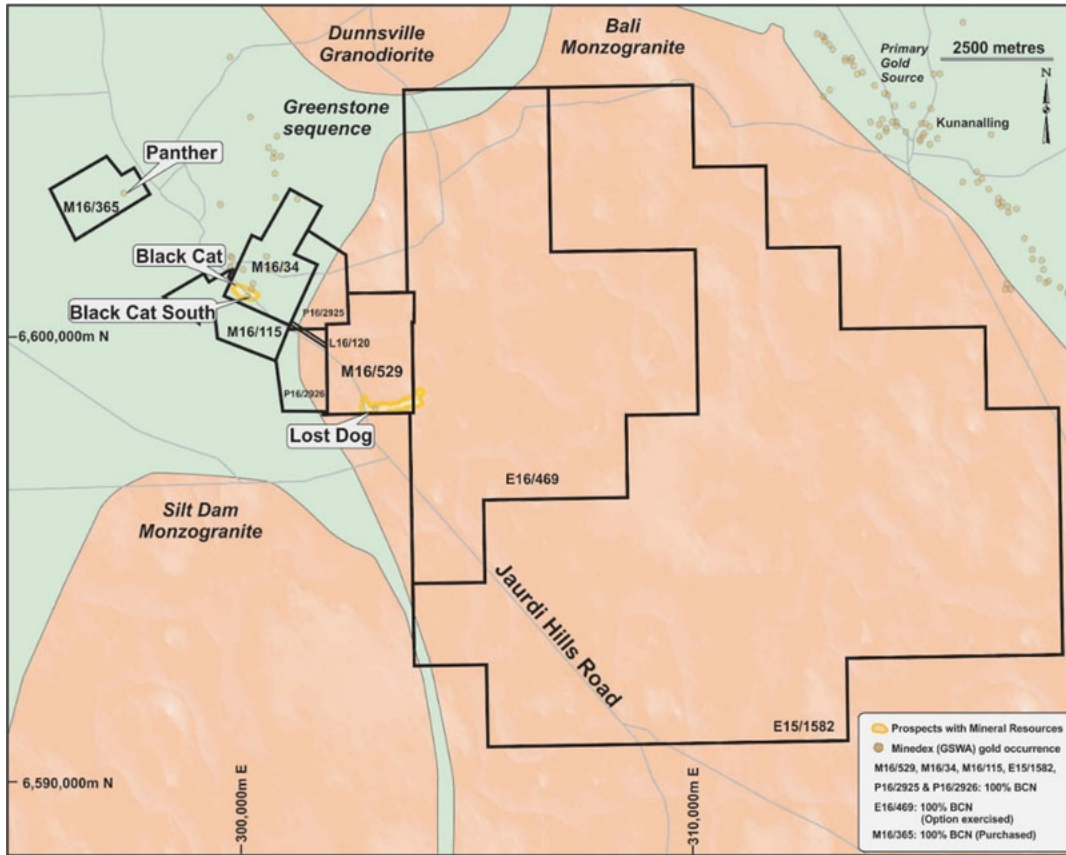 Dunnsville
Granodiorite
Bali
Monzogranite
Primary
Gold
Source
2500 metres
N
Kunanalling
Greenstone
sequence
Panther
M16/365
Black Cat
M16/34
Black Cat South
P16/2925
M16/115
L16/120
6,600,000m N
M16/529
P16/2926
Lost Dog
E16/469
Silt Dam
Monzogranite
Jaurdi Hills Road
E15/1582
6,590,000m N
300,000m E
310,000m E
Prospects with Mineral Resources
Minedex (GSWA) gold occurrence
M16/529, M16/34, M16/115, E15/1582,
P16/2925 & P16/2926: 100% BCN
E16/469: 100% BCN
(Option exercised)
M16/365: 100% BCN (Purchased)